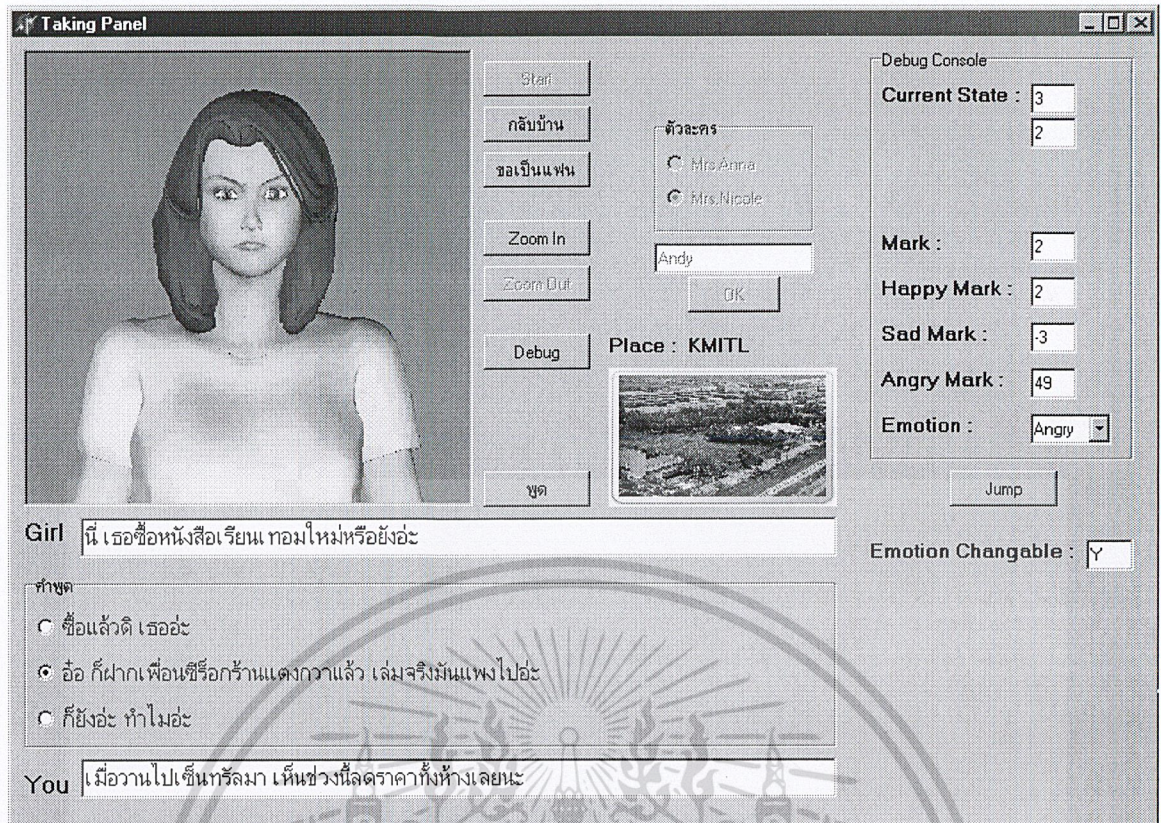 Taking Panel
Start
กลับบ้าน
ขอเป็นแฟน
Zoom In
Zoom Out
Debug
พูด
ตัวละคร
Mrs.Anna
Mrs.Nicole
Andy
OK
Place : KMITL
Debug Console
Current State : 3
2
Mark : 2
Happy Mark : 2
Sad Mark : -3
Angry Mark : 49
Emotion : Angry
Jump
Emotion Changable : Y
Girl นี่ เธอซื้อหนังสือเรียนเทอมใหม่หรือยังอ่ะ
คำพูด
ซื้อแล้วดิ เธออ่ะ
อ๋อ ก็ฝากเพื่อนซีร็อกร้านแตงกวาแล้ว เล่มจริงมันแพงไปอ่ะ
ก็ยังอ่ะ ทำไมอ่ะ
You เมื่อวานไปเซ็นทรัลมา เห็นช่วงนี้ลดราคาทั้งห้างเลยนะ